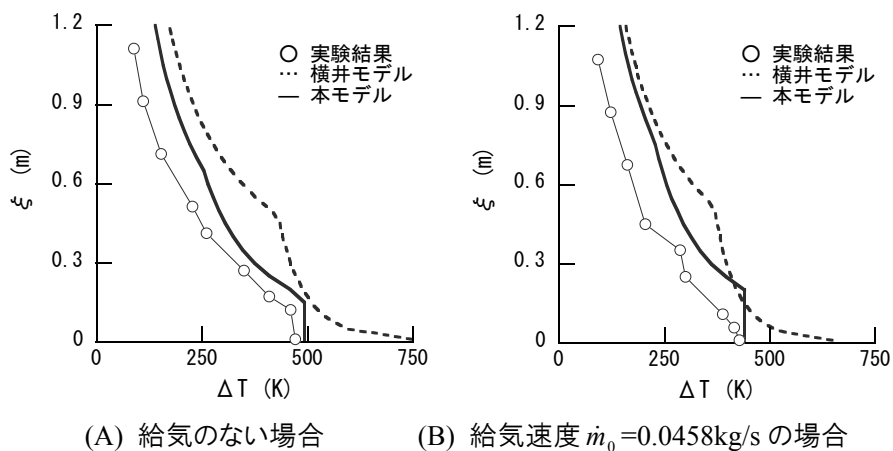 1.2
0.9
0.6
0.3
0
ξ (m)
0 250 500 750
ΔT (K)
実験結果
横井モデル
本モデル
(A) 給気のない場合
1.2
0.9
0.6
0.3
0
ξ (m)
0 250 500 750
ΔT (K)
実験結果
横井モデル
本モデル
(B) 給気速度 ṁ₀=0.0458kg/s の場合